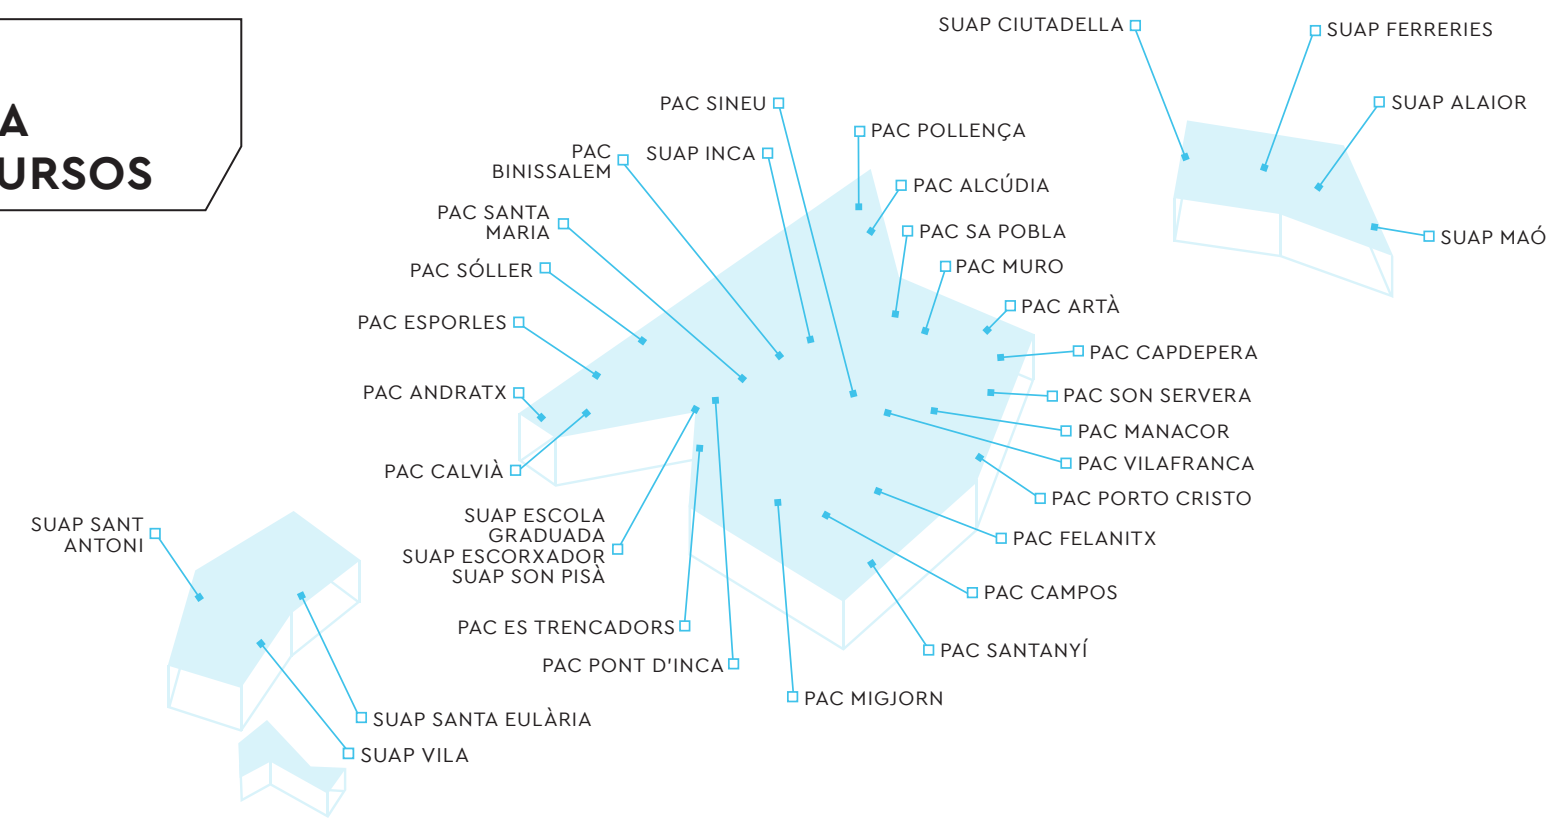 A
URSOS
SUAP CIUTADELLA
SUAP FERRERIES
SUAP ALAIOR
SUAP MAÓ
PAC SINEU
PAC POLLENÇA
PAC
BINISSALEM
SUAP INCA
PAC ALCÚDIA
PAC SANTA
MARIA
PAC SA POBLA
PAC SÓLLER
PAC MURO
PAC ARTÀ
PAC ESPORLES
PAC CAPDEPERA
PAC ANDRATX
PAC SON SERVERA
PAC MANACOR
PAC CALVIÀ
PAC VILAFRANCA
PAC PORTO CRISTO
SUAP ESCOLA
GRADUADA
SUAP ESCORXADOR
SUAP SON PISÀ
PAC FELANITX
SUAP SANT
ANTONI
PAC CAMPOS
PAC ES TRENCADORS
PAC SANTANYÍ
PAC PONT D'INCA
PAC MIGJORN
SUAP SANTA EULÀRIA
SUAP VILA